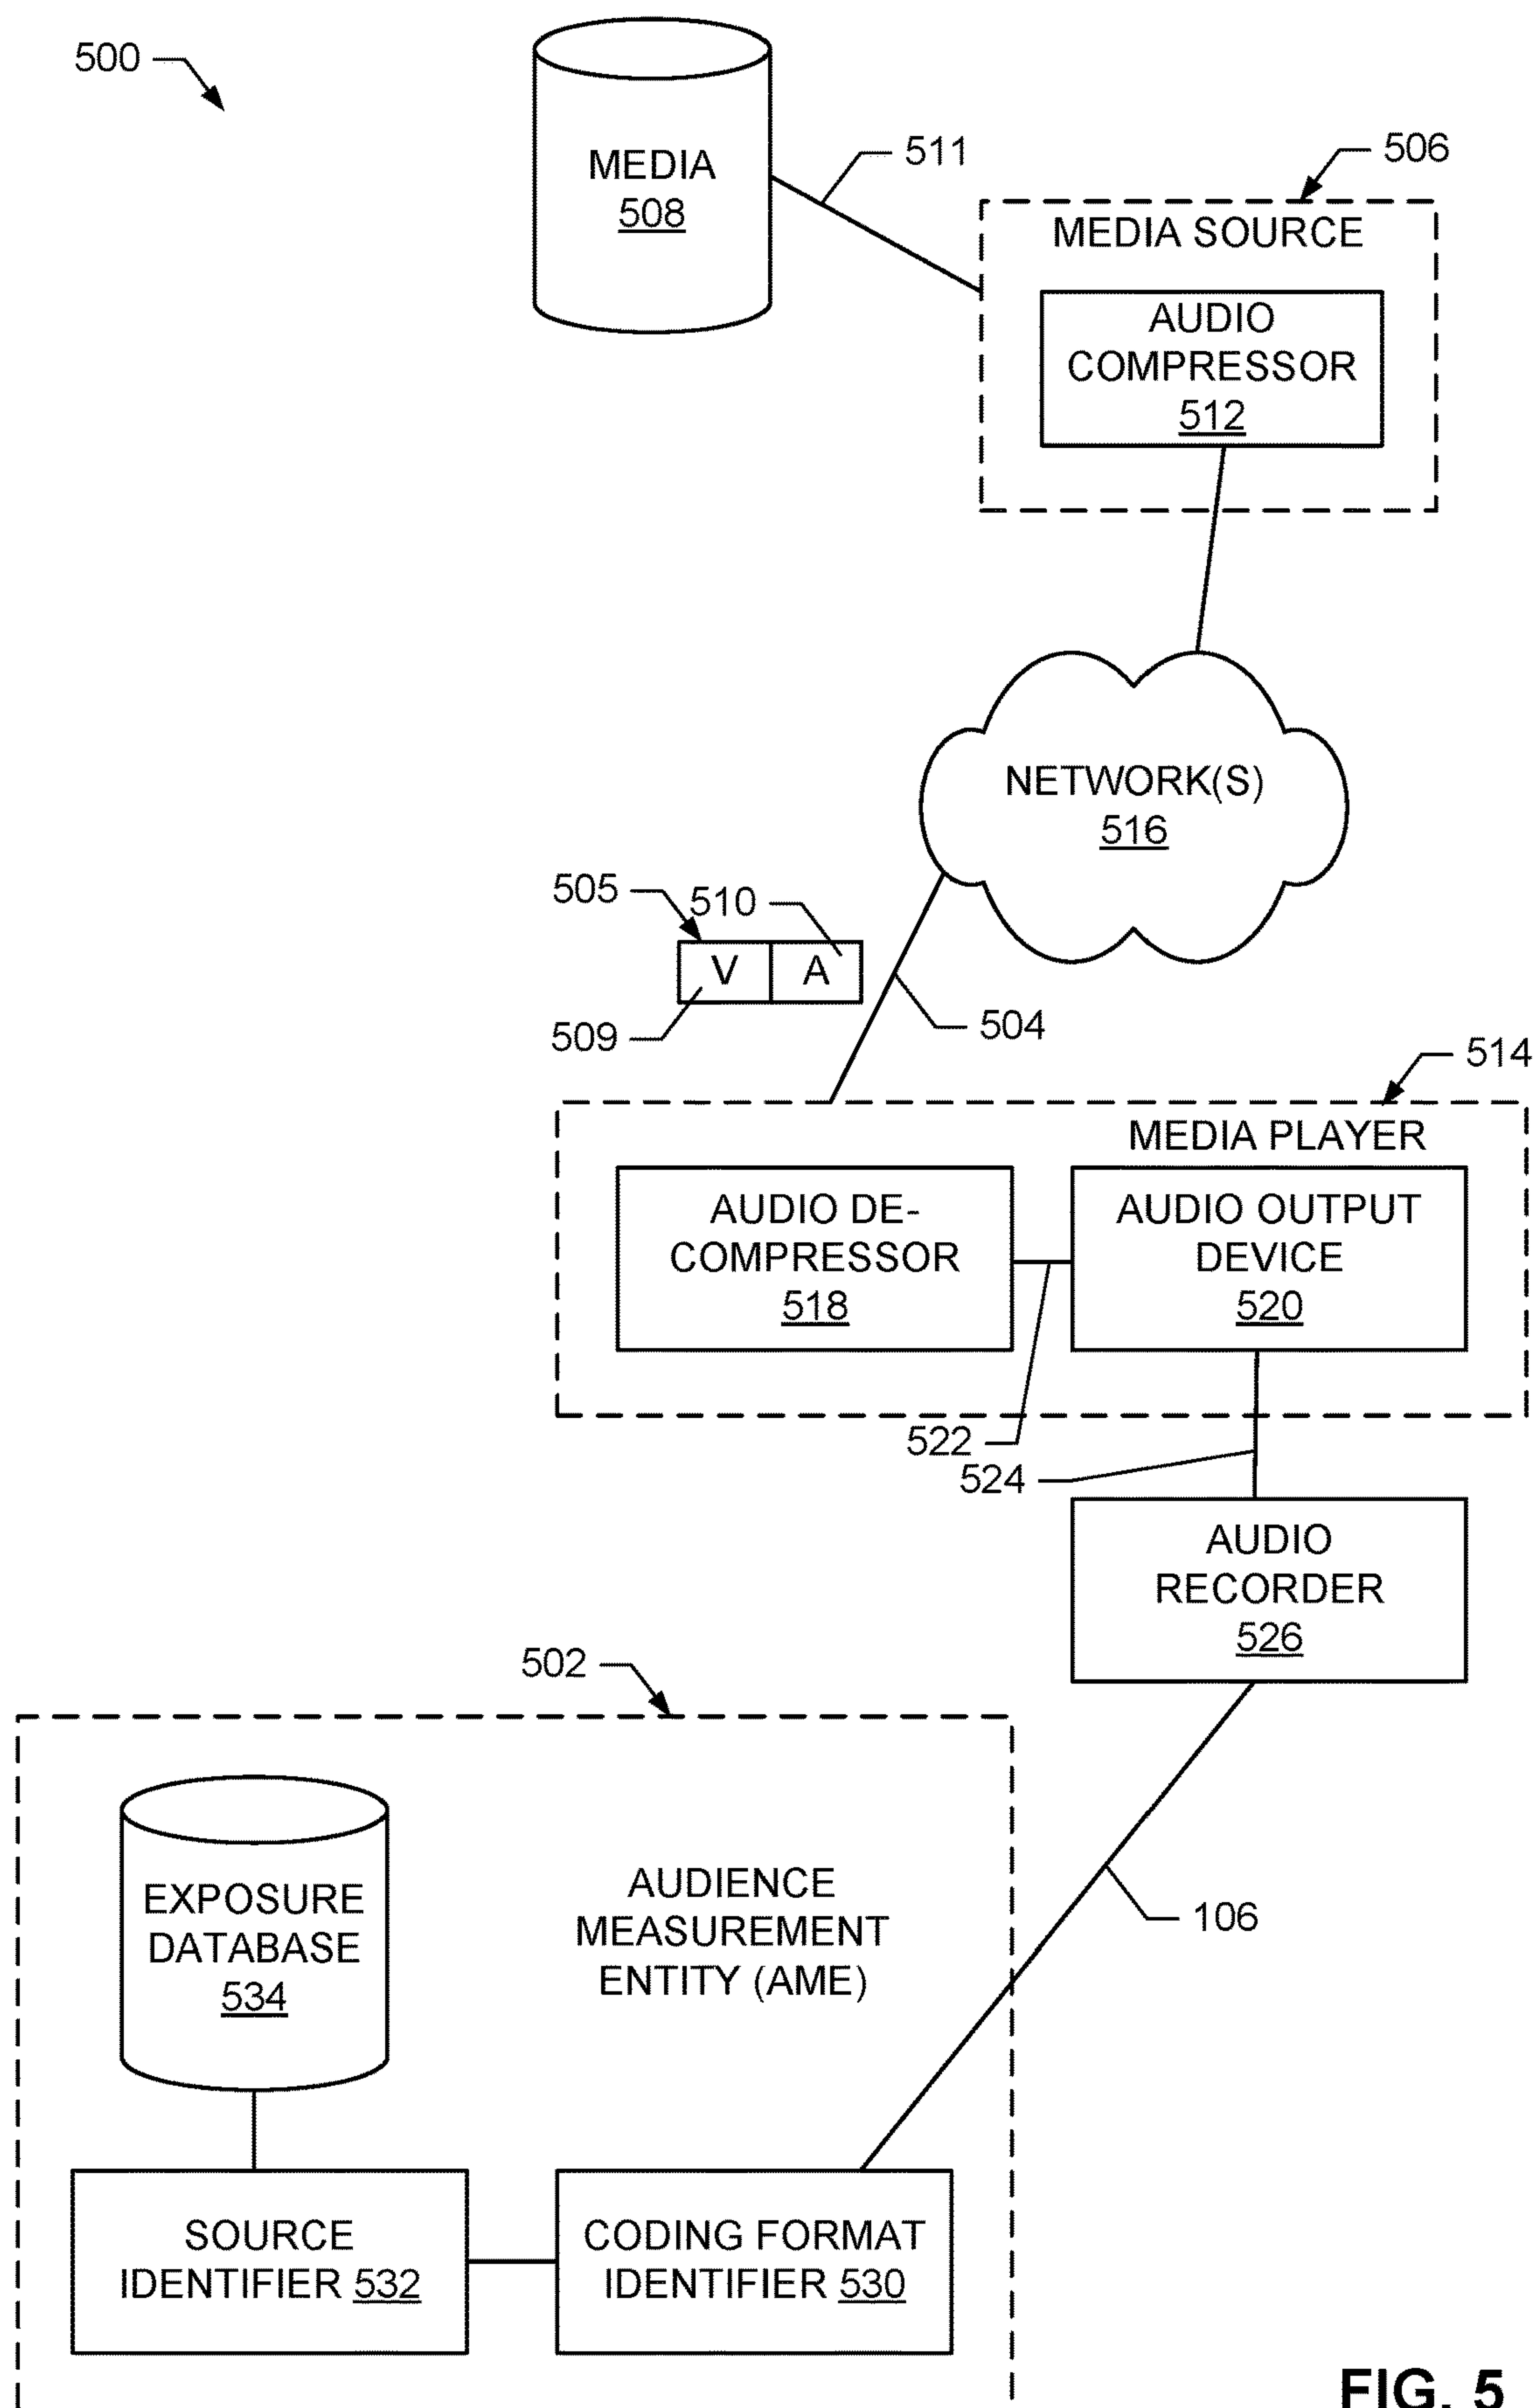 500
MEDIA
508
511
506
MEDIA SOURCE
AUDIO
COMPRESSOR
512
NETWORK(S)
516
505
510
V
A
509
504
514
MEDIA PLAYER
AUDIO DE-
COMPRESSOR
518
AUDIO OUTPUT
DEVICE
520
522
524
AUDIO
RECORDER
526
502
EXPOSURE
DATABASE
534
AUDIENCE
MEASUREMENT
ENTITY (AME)
106
SOURCE
IDENTIFIER 532
CODING FORMAT
IDENTIFIER 530
FIG. 5